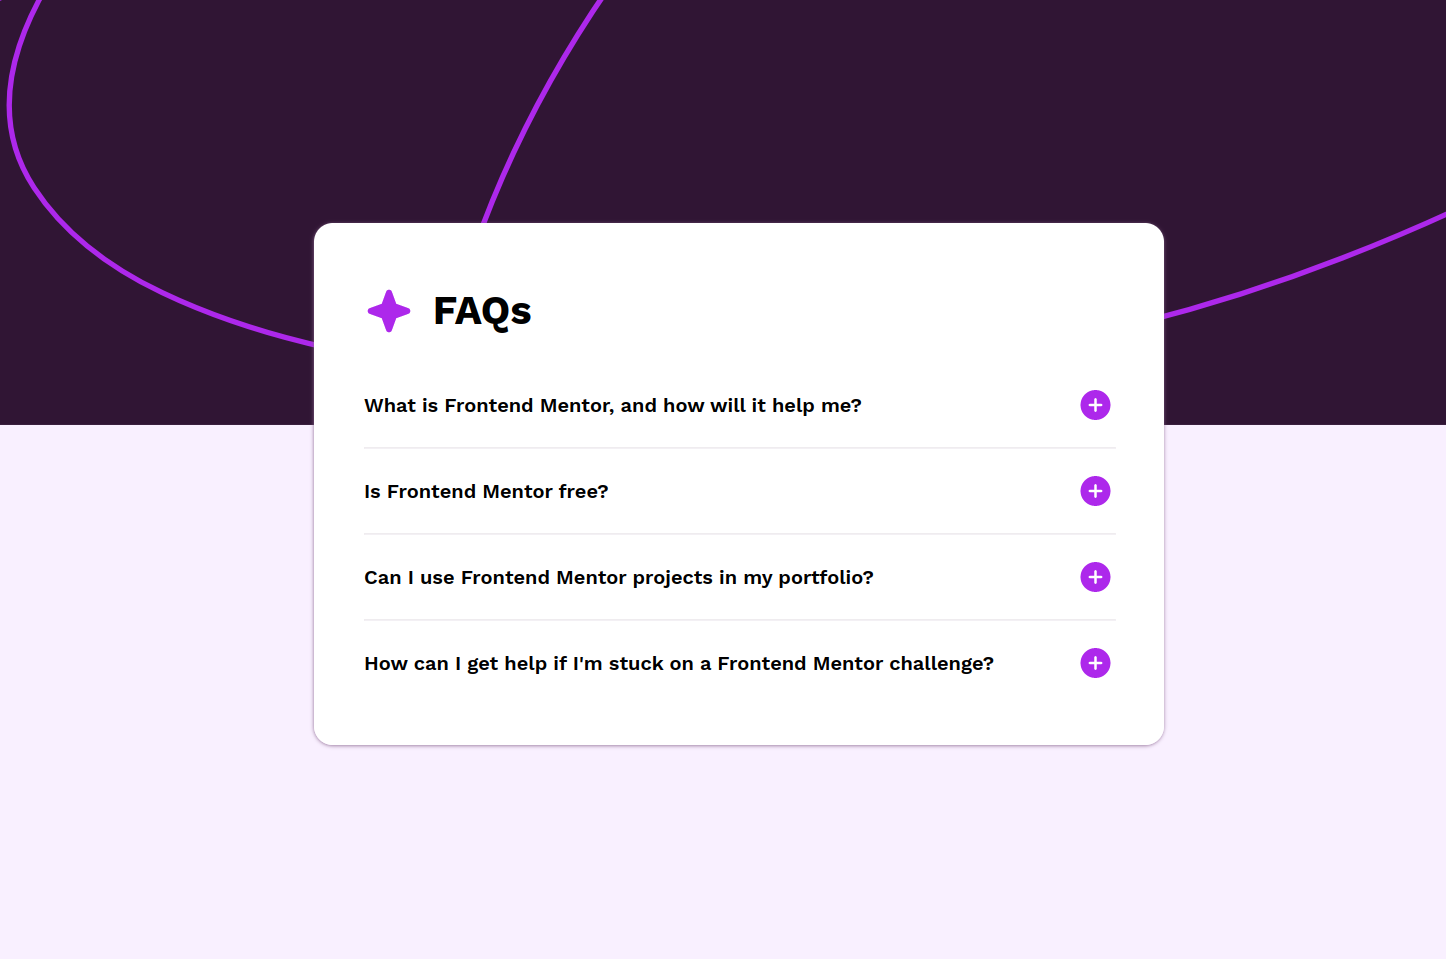 FAQs
What is Frontend Mentor, and how will it help me?
Is Frontend Mentor free?
Can I use Frontend Mentor projects in my portfolio?
How can I get help if I'm stuck on a Frontend Mentor challenge?